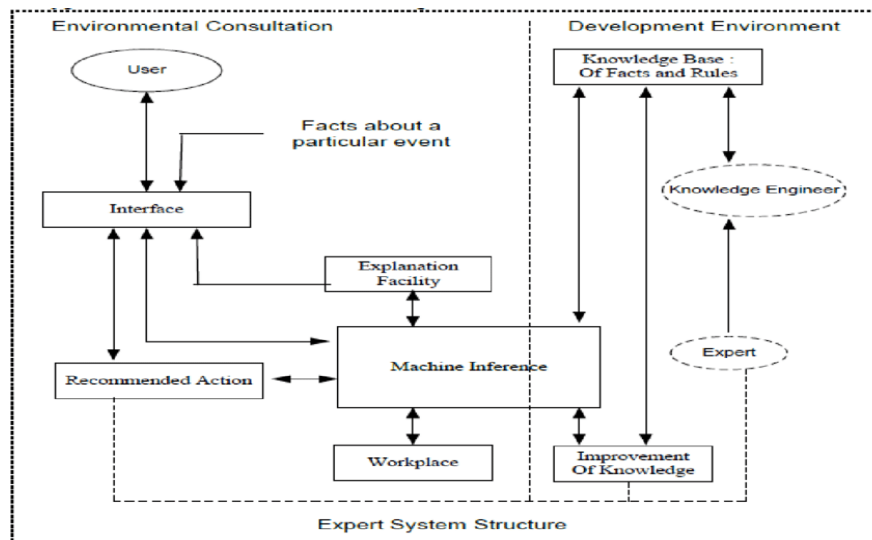 Environmental Consultation
Development Environment
User
Knowledge Base :
Of Facts and Rules
Facts about a
particular event
Knowledge Engineer
Interface
Explanation
Facility
Machine Inference
Expert
Recommended Action
Workplace
Improvement
Of Knowledge
Expert System Structure